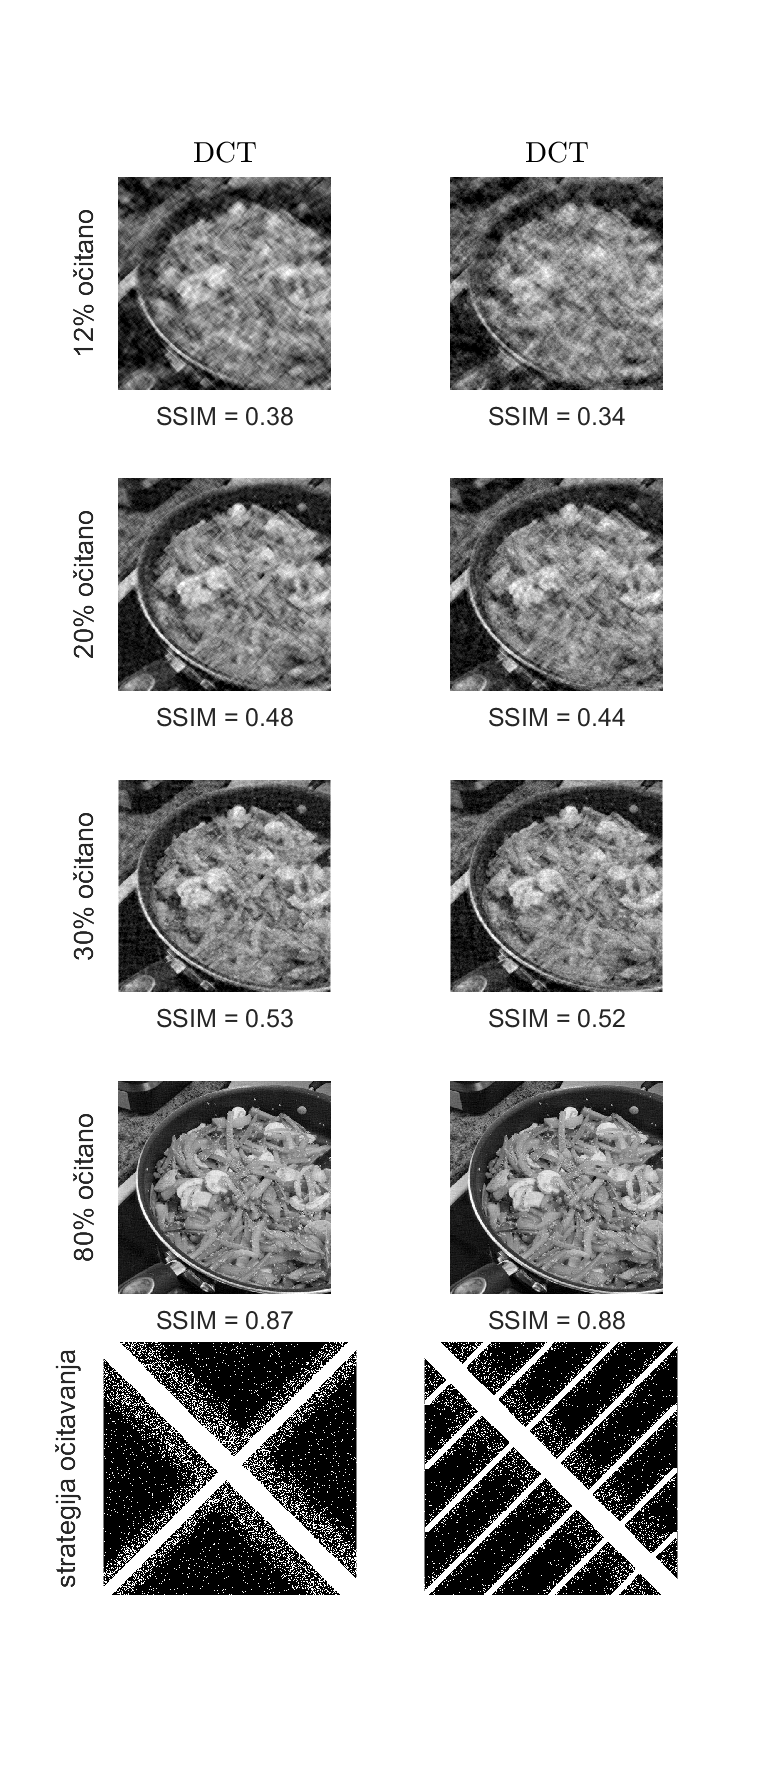 DCT
DCT
12% očitano
SSIM = 0.38
SSIM = 0.34
20% očitano
SSIM = 0.48
SSIM = 0.44
30% očitano
SSIM = 0.53
SSIM = 0.52
80% očitano
SSIM = 0.87
SSIM = 0.88
strategija očitavanja